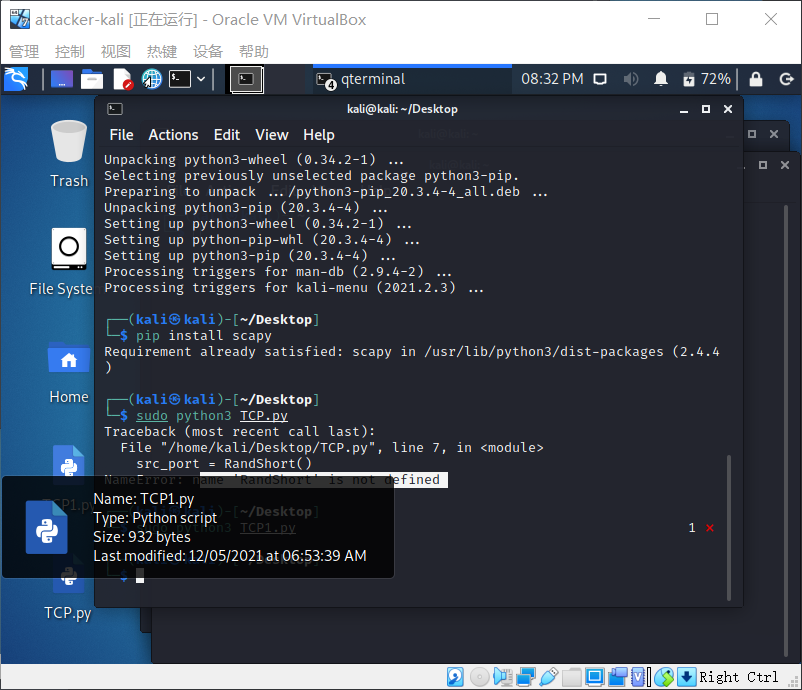 attacker-kali [正在运行] - Oracle VM VirtualBox
管理 控制 视图 热键 设备 帮助
4 qterminal 08:32 PM 72%
kali@kali: ~/Desktop
File Actions Edit View Help
Unpacking python3-wheel (0.34.2-1) ...
Selecting previously unselected package python3-pip.
Preparing to unpack .../python3-pip_20.3.4-4_all.deb ...
Unpacking python3-pip (20.3.4-4) ...
Setting up python3-wheel (0.34.2-1) ...
Setting up python-pip-whl (20.3.4-4) ...
Setting up python3-pip (20.3.4-4) ...
Processing triggers for man-db (2.9.4-2) ...
Processing triggers for kali-menu (2021.2.3) ...
┌──(kali㉿kali)-[~/Desktop]
└─$ pip install scapy
Requirement already satisfied: scapy in /usr/lib/python3/dist-packages (2.4.4
)
┌──(kali㉿kali)-[~/Desktop]
└─$ sudo python3 TCP.py
Traceback (most recent call last):
File "/home/kali/Desktop/TCP.py", line 7, in <module>
src_port = RandShort()
NameError: name 'RandShort' is not defined
┌──(kali㉿kali)-[~/Desktop]
python3 TCP1.py
1 ×
/Desktop]
└─$
Trash
File Syste
Home
TCP1.py
TCP.py
Name: TCP1.py
Type: Python script
Size: 932 bytes
Last modified: 12/05/2021 at 06:53:39 AM
Right Ctrl